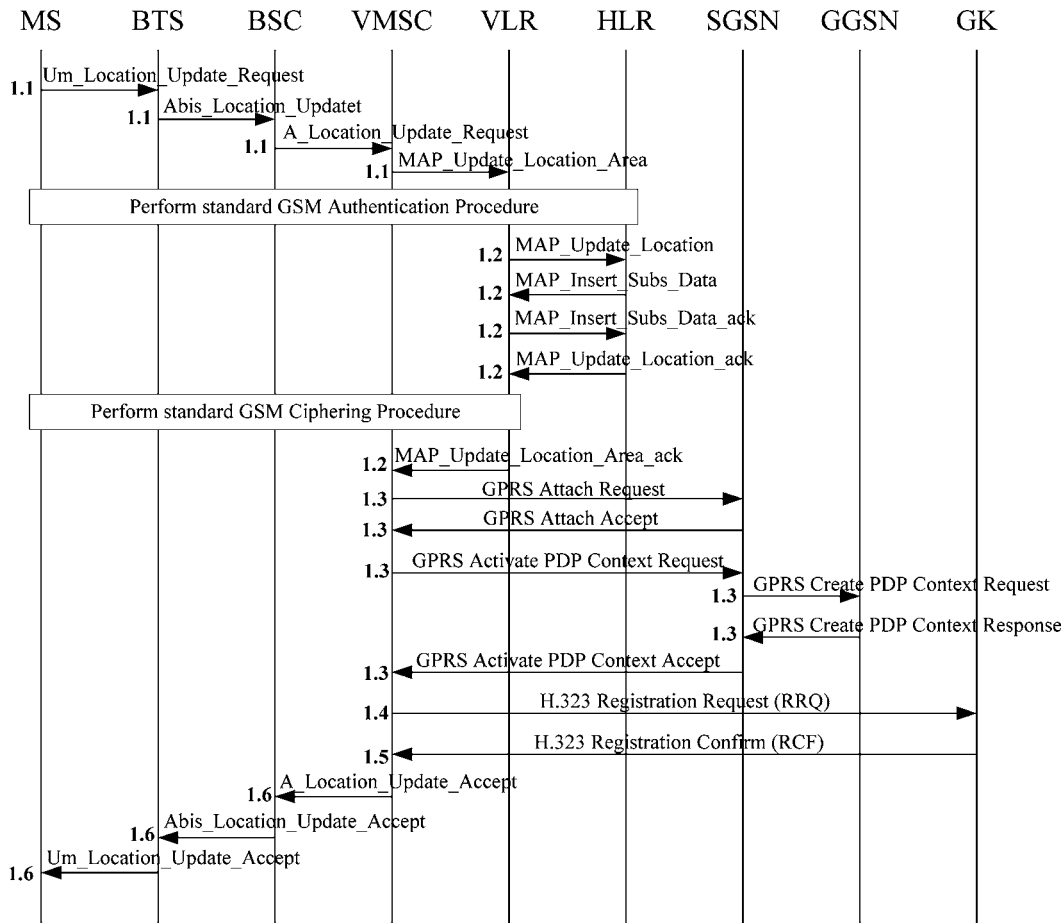 MS BTS BSC VMSC VLR HLR SGSN GGSN GK
Um_Location_Update_Request
1.1
Abis_Location_Updatet
1.1
A_Location_Update_Request
1.1
MAP_Update_Location_Area
1.1
Perform standard GSM Authentication Procedure
MAP_Update_Location
1.2
MAP_Insert_Subs_Data
1.2
MAP_Insert_Subs_Data_ack
1.2
MAP_Update_Location_ack
1.2
Perform standard GSM Ciphering Procedure
MAP_Update_Location_Area_ack
1.2
GPRS Attach Request
1.3
GPRS Attach Accept
1.3
GPRS Activate PDP Context Request
1.3
GPRS Create PDP Context Request
1.3
GPRS Create PDP Context Response
1.3
GPRS Activate PDP Context Accept
1.3
H.323 Registration Request (RRQ)
1.4
H.323 Registration Confirm (RCF)
1.5
A_Location_Update_Accept
1.6
Abis_Location_Update_Accept
1.6
Um_Location_Update_Accept
1.6